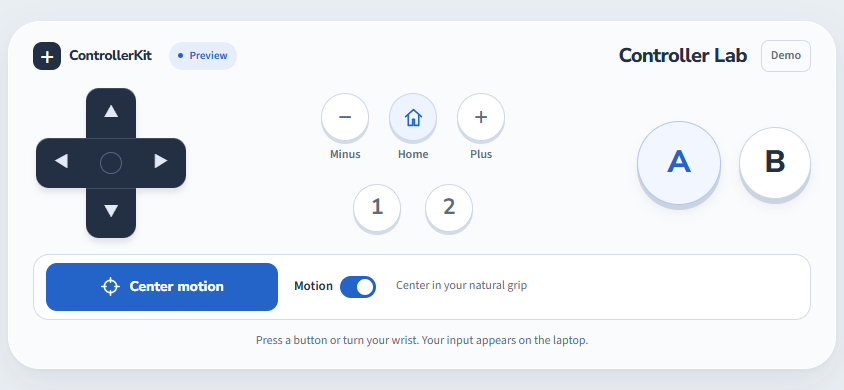 ControllerKit
Preview
Controller Lab
Demo
Minus
Home
Plus
A
B
1
2
Center motion
Motion
Center in your natural grip
Press a button or turn your wrist. Your input appears on the laptop.